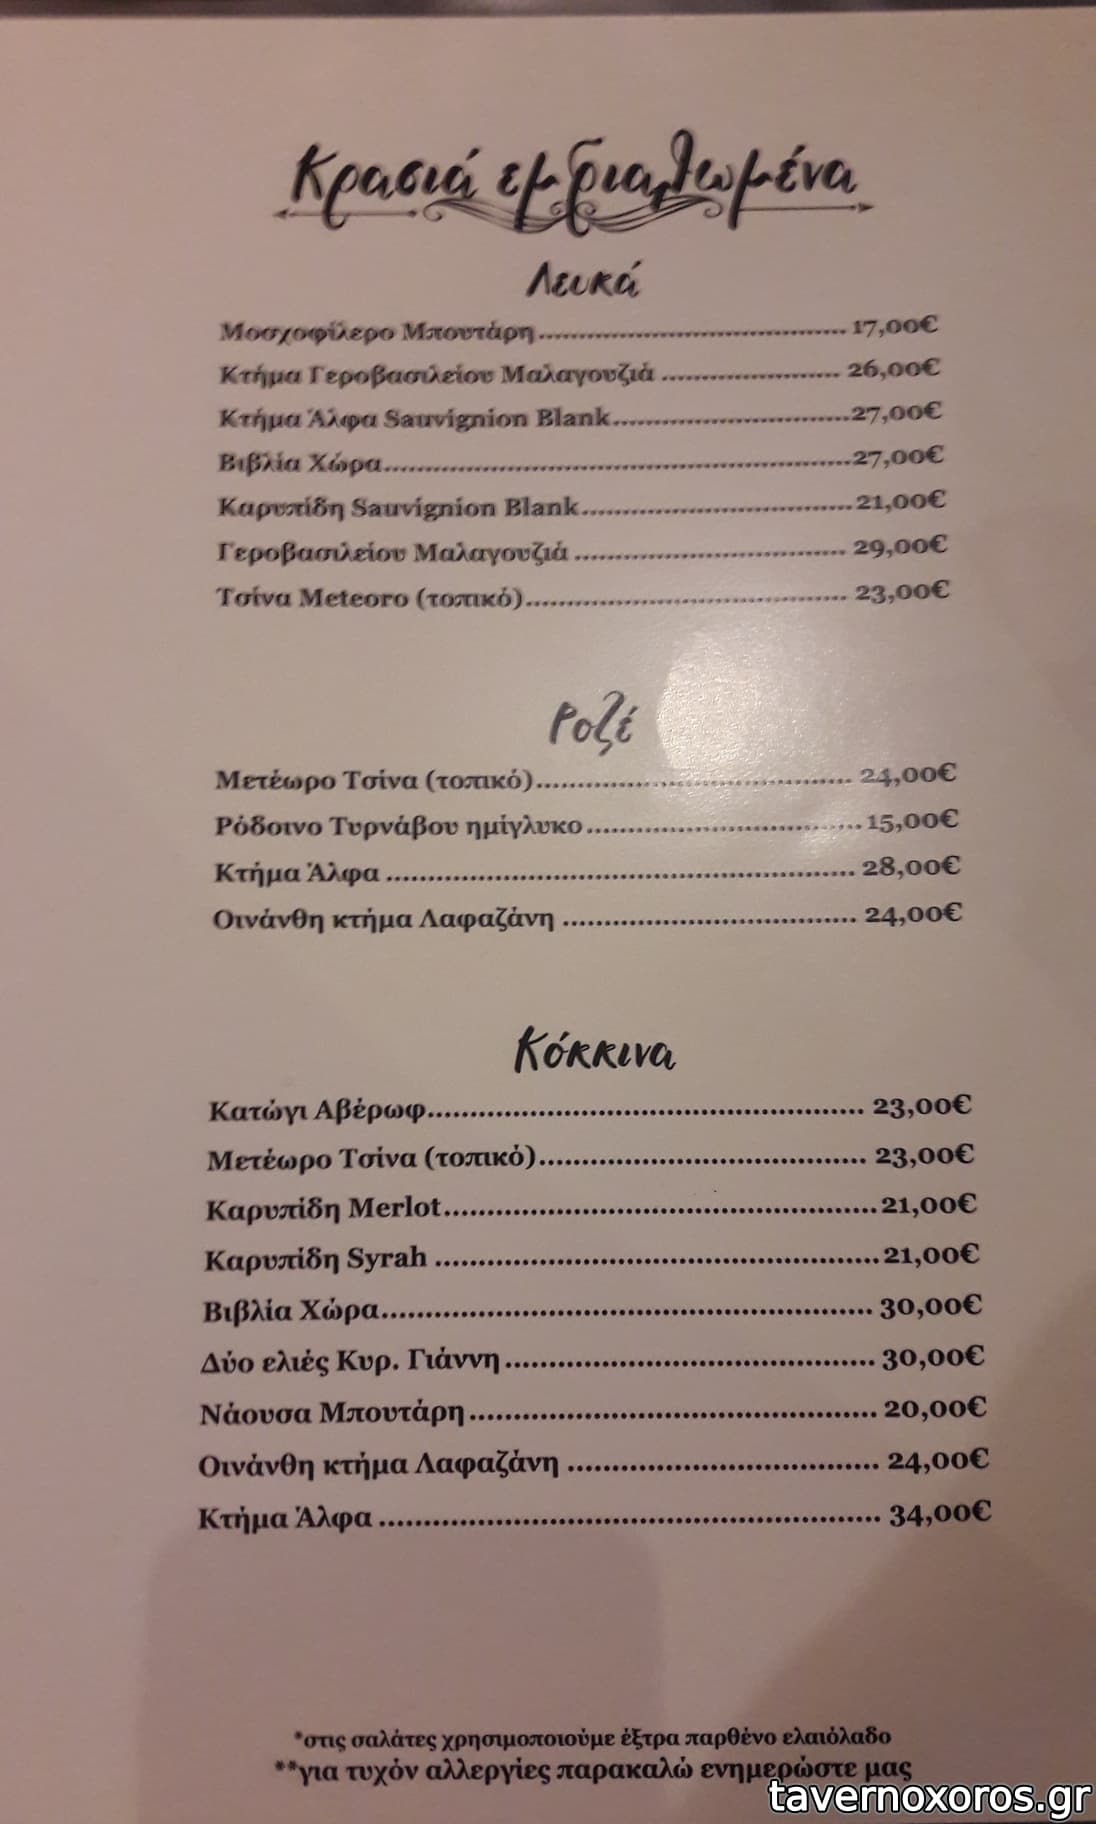 Κρασιά εμφιαλωμένα
Λευκά
Μοσχοφίλερο Μπουτάρη........................................ 17,00€
Κτήμα Γεροβασιλείου Μαλαγουζιά ...................... 26,00€
Κτήμα Άλφα Sauvignion Blank.............................27,00€
Βιβλία Χώρα.........................................................27,00€
Καρυπίδη Sauvignion Blank.................................21,00€
Γεροβασιλείου Μαλαγουζιά ................................. 29,00€
Τσίνα Meteoro (τοπικό)....................................... 23,00€
Ροζέ
Μετέωρο Τσίνα (τοπικό)...................................... 24,00€
Ρόδοινο Τυρνάβου ημίγλυκο.................................15,00€
Κτήμα Άλφα ......................................................... 28,00€
Οινάνθη κτήμα Λαφαζάνη ................................... 24,00€
Κόκκινα
Κατώγι Αβέρωφ.................................................... 23,00€
Μετέωρο Τσίνα (τοπικό)...................................... 23,00€
Καρυπίδη Merlot..................................................21,00€
Καρυπίδη Syrah ...................................................21,00€
Βιβλία Χώρα........................................................ 30,00€
Δύο ελιές Κυρ. Γιάννη.......................................... 30,00€
Νάουσα Μπουτάρη.............................................. 20,00€
Οινάνθη κτήμα Λαφαζάνη ................................... 24,00€
Κτήμα Άλφα ........................................................ 34,00€
*στις σαλάτες χρησιμοποιούμε έξτρα παρθένο ελαιόλαδο
**για τυχόν αλλεργίες παρακαλώ ενημερώστε μας
tavernoxoros.gr